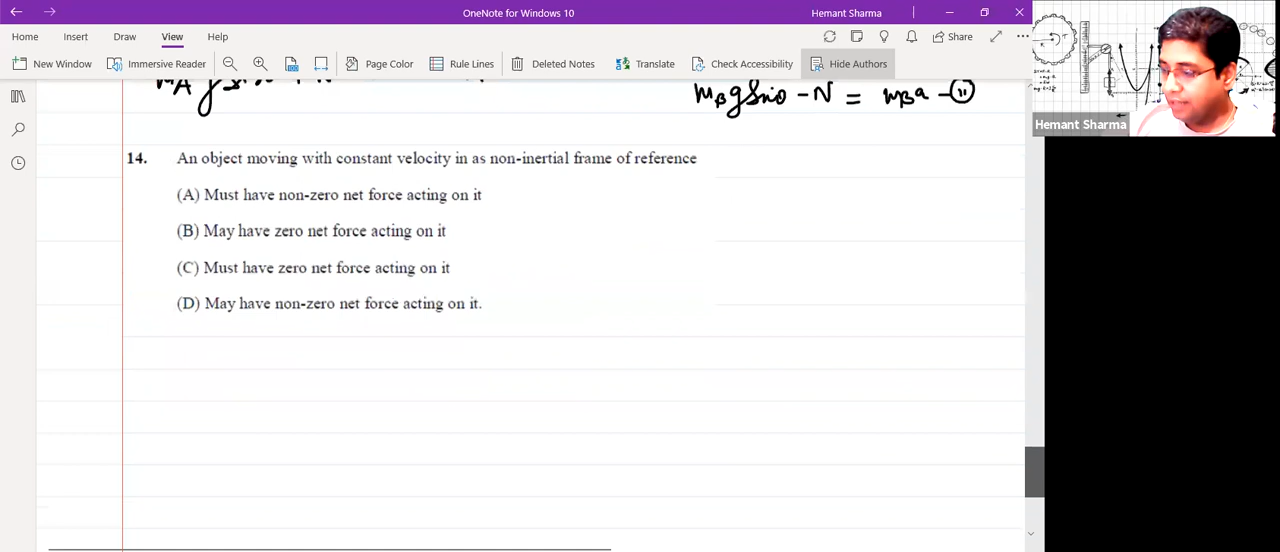 OneNote for Windows 10
Hemant Sharma
Home Insert Draw View Help
Share
New Window Immersive Reader Page Color Rule Lines Deleted Notes Translate Check Accessibility Hide Authors
Hemant Sharma
m_B g Sinθ - N = m_B a - ⑪
14. An object moving with constant velocity in as non-inertial frame of reference
(A) Must have non-zero net force acting on it
(B) May have zero net force acting on it
(C) Must have zero net force acting on it
(D) May have non-zero net force acting on it.